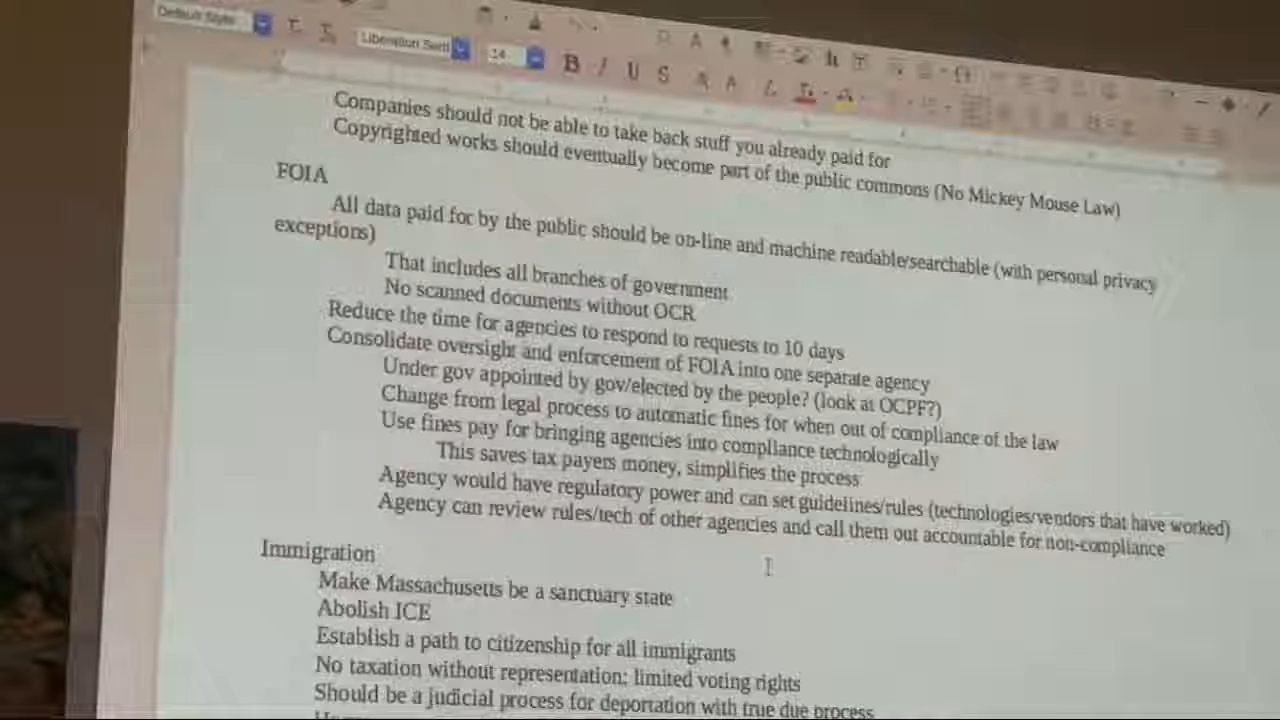 Default Style
Liberation Seri
14
B I U S
Companies should not be able to take back stuff you already paid for
Copyrighted works should eventually become part of the public commons (No Mickey Mouse Law)
FOIA
All data paid for by the public should be on-line and machine readable/searchable (with personal privacy
exceptions)
That includes all branches of government
No scanned documents without OCR
Reduce the time for agencies to respond to requests to 10 days
Consolidate oversight and enforcement of FOIA into one separate agency
Under gov appointed by gov/elected by the people? (look at OCPF?)
Change from legal process to automatic fines for when out of compliance of the law
Use fines pay for bringing agencies into compliance technologically
This saves tax payers money, simplifies the process
Agency would have regulatory power and can set guidelines/rules (technologies/vendors that have worked)
Agency can review rules/tech of other agencies and call them out accountable for non-compliance
Immigration
Make Massachusetts be a sanctuary state
Abolish ICE
Establish a path to citizenship for all immigrants
No taxation without representation; limited voting rights
Should be a judicial process for deportation with true due process